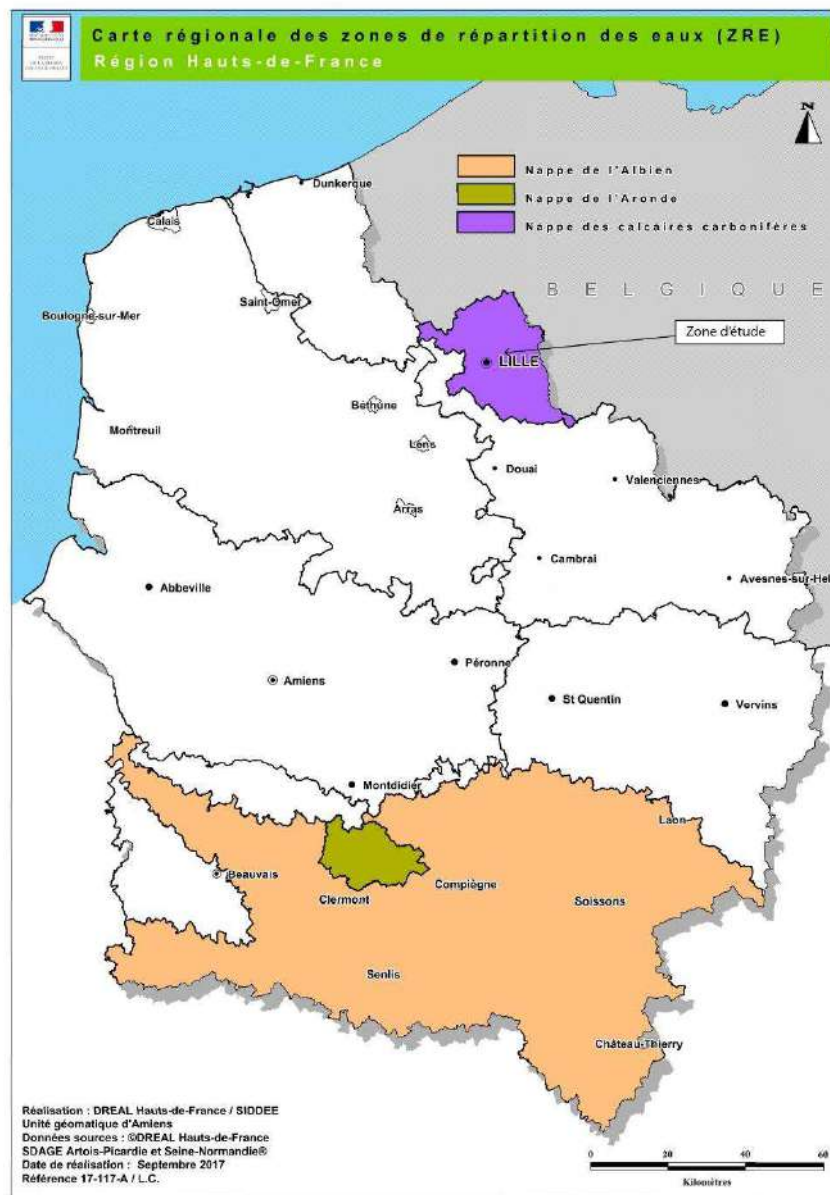 Carte régionale des zones de répartition des eaux (ZRE)
Région Hauts-de-France
N
Nappe de l'Albien
Nappe de l'Aronde
Nappe des calcaires carbonifères
BELGIQUE
Zone d'étude
Dunkerque
Calais
Saint-Omer
Boulogne-sur-Mer
LILLE
Béthune
Montreuil
Lens
Douai
Valenciennes
Arras
Cambrai
Avesnes-sur-Hel
Abbeville
Péronne
Amiens
St Quentin
Vervins
Montdidier
Laon
Beauvais
Compiègne
Clermont
Soissons
Senlis
Château-Thierry
Réalisation : DREAL Hauts-de-France / SIDDEE
Unité géomatique d'Amiens
Données sources : ©DREAL Hauts-de-France
SDAGE Artois-Picardie et Seine-Normandie®
Date de réalisation : Septembre 2017
Référence 17-117-A / L.C.
0 20 40 60
Kilomètres